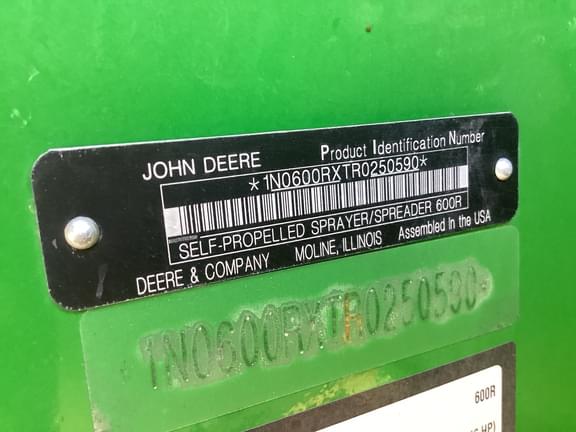 JOHN DEERE
Product Identification Number
*1N0600RXTR0250590*
SELF-PROPELLED SPRAYER/SPREADER 600R
DEERE & COMPANY MOLINE, ILLINOIS Assembled in the USA
*1N0600RXTR0250590*
600R
HP)